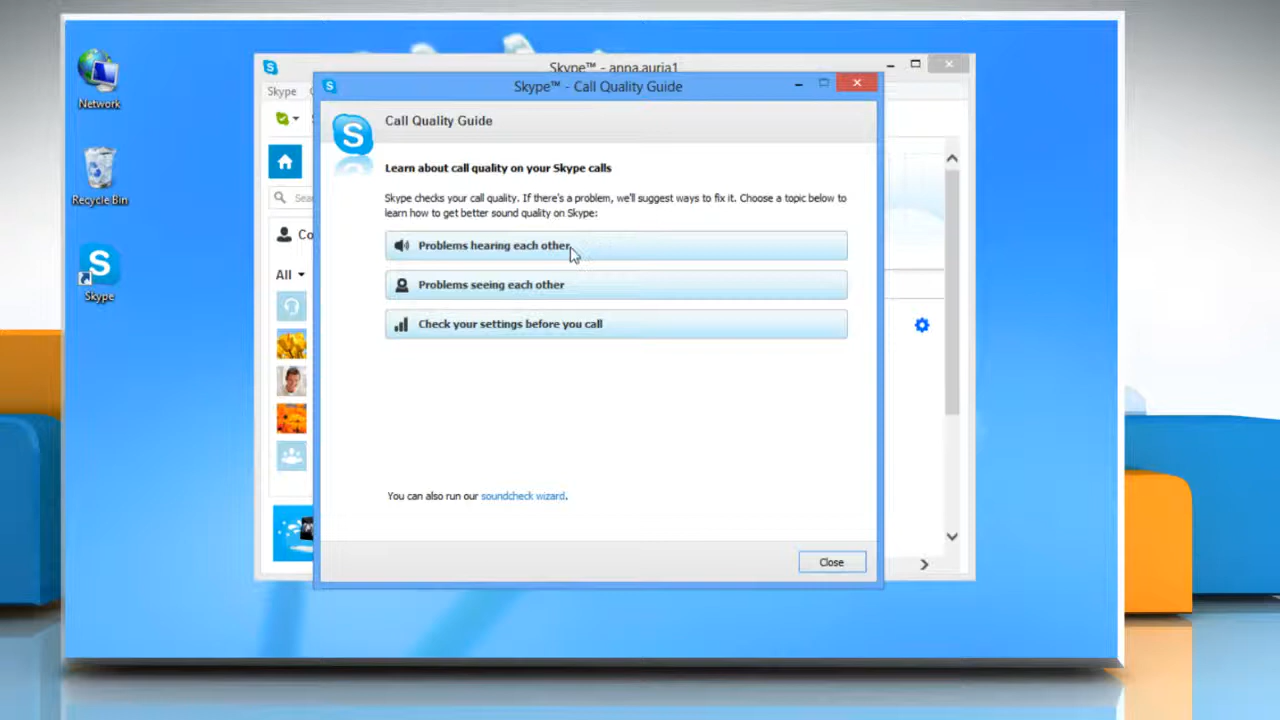 Network
Recycle Bin
Skype
Skype™ - anna.auria1
Skype
Skype™ - Call Quality Guide
Call Quality Guide
Learn about call quality on your Skype calls
Skype checks your call quality. If there's a problem, we'll suggest ways to fix it. Choose a topic below to
learn how to get better sound quality on Skype:
Problems hearing each other
Problems seeing each other
Check your settings before you call
You can also run our soundcheck wizard.
Close
Sea
Co
All